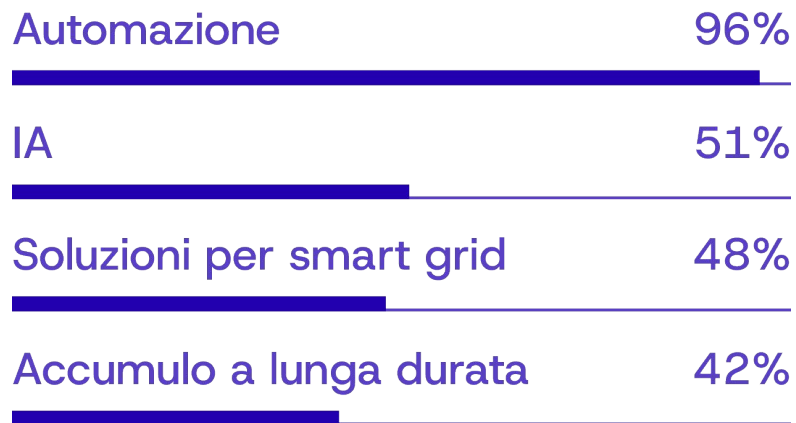 Automazione 96%
IA 51%
Soluzioni per smart grid 48%
Accumulo a lunga durata 42%